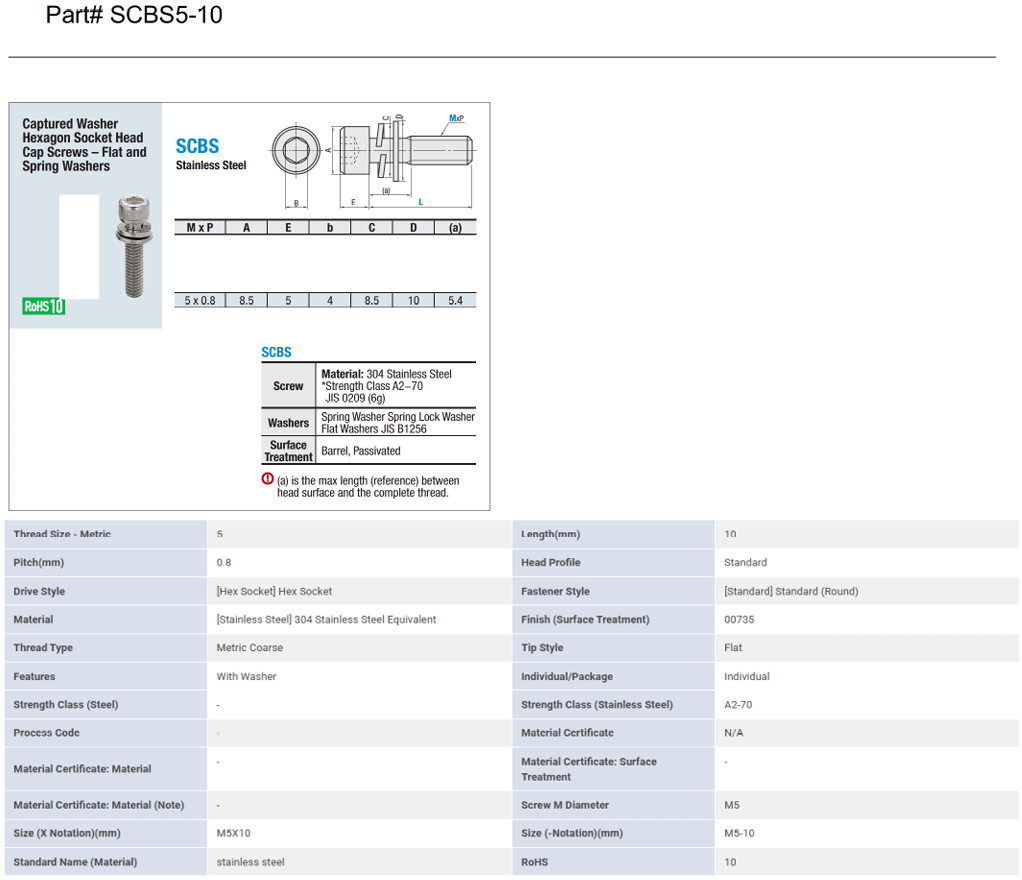 Part# SCBS5-10
Captured Washer
Hexagon Socket Head
Cap Screws – Flat and
Spring Washers
RoHS 10
SCBS
Stainless Steel
A
B
E
(a)
L
C
D
MxP
M x P A E b C D (a)
5 x 0.8 8.5 5 4 8.5 10 5.4
SCBS
Screw
Material: 304 Stainless Steel
*Strength Class A2–70
JIS 0209 (6g)
Washers
Spring Washer Spring Lock Washer
Flat Washers JIS B1256
Surface
Treatment
Barrel, Passivated
(a) is the max length (reference) between
head surface and the complete thread.
Thread Size - Metric 5 Length(mm) 10
Pitch(mm) 0.8 Head Profile Standard
Drive Style [Hex Socket] Hex Socket Fastener Style [Standard] Standard (Round)
Material [Stainless Steel] 304 Stainless Steel Equivalent Finish (Surface Treatment) 00735
Thread Type Metric Coarse Tip Style Flat
Features With Washer Individual/Package Individual
Strength Class (Steel) - Strength Class (Stainless Steel) A2-70
Process Code - Material Certificate N/A
Material Certificate: Material - Material Certificate: Surface
Treatment -
Material Certificate: Material (Note) - Screw M Diameter M5
Size (X Notation)(mm) M5X10 Size (-Notation)(mm) M5-10
Standard Name (Material) stainless steel RoHS 10